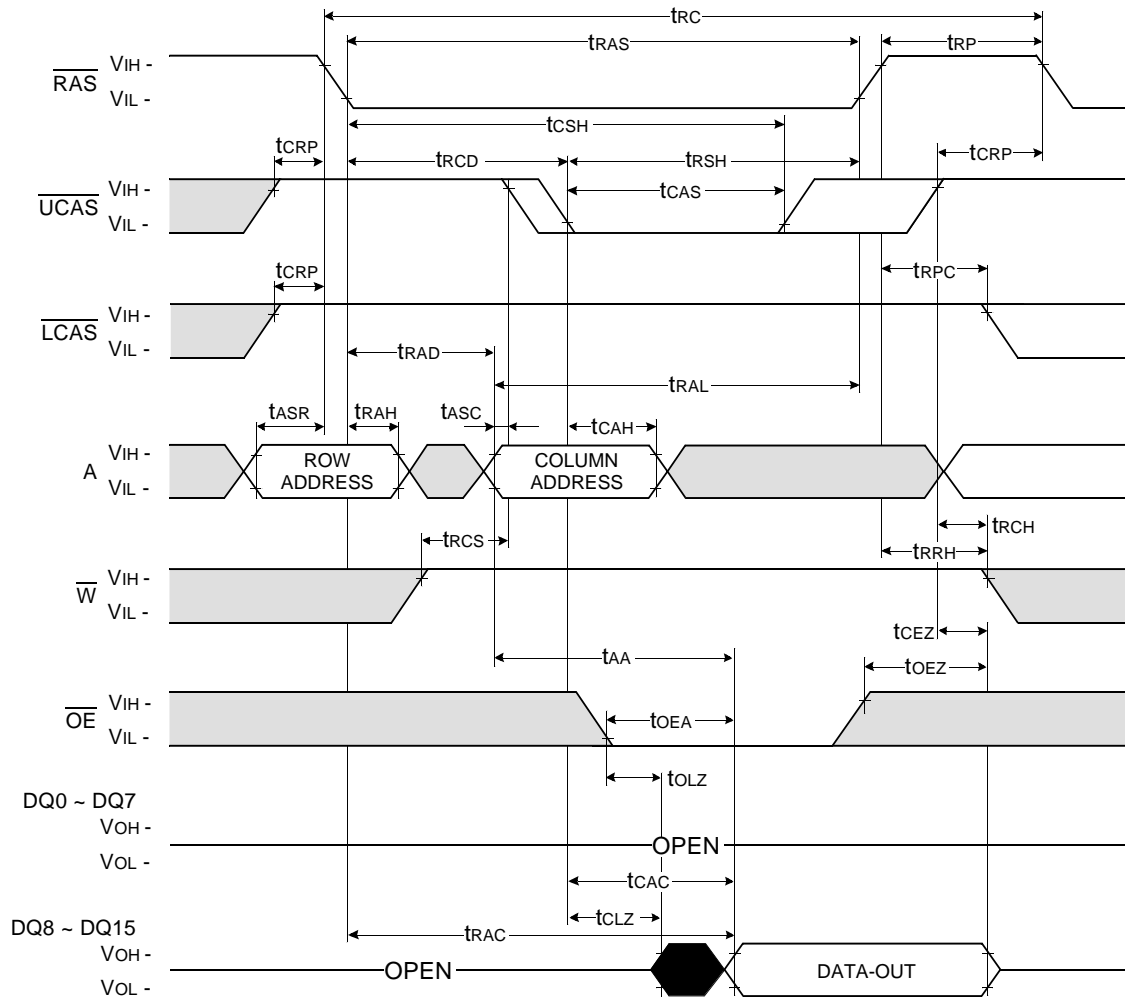 tRC
tRAS
tRP
RAS
VIH -
VIL -
tCSH
tCRP
tRCD
tRSH
tCRP
UCAS
VIH -
VIL -
tCAS
tCRP
tRPC
LCAS
VIH -
VIL -
tRAD
tRAL
tASR
tRAH
tASC
tCAH
A
VIH -
VIL -
ROW
ADDRESS
COLUMN
ADDRESS
tRCS
tRCH
tRRH
W
VIH -
VIL -
tCEZ
tAA
tOEZ
OE
VIH -
VIL -
tOEA
tOLZ
DQ0 ~ DQ7
VOH -
VOL -
OPEN
tCAC
tCLZ
DQ8 ~ DQ15
tRAC
VOH -
VOL -
OPEN
DATA-OUT